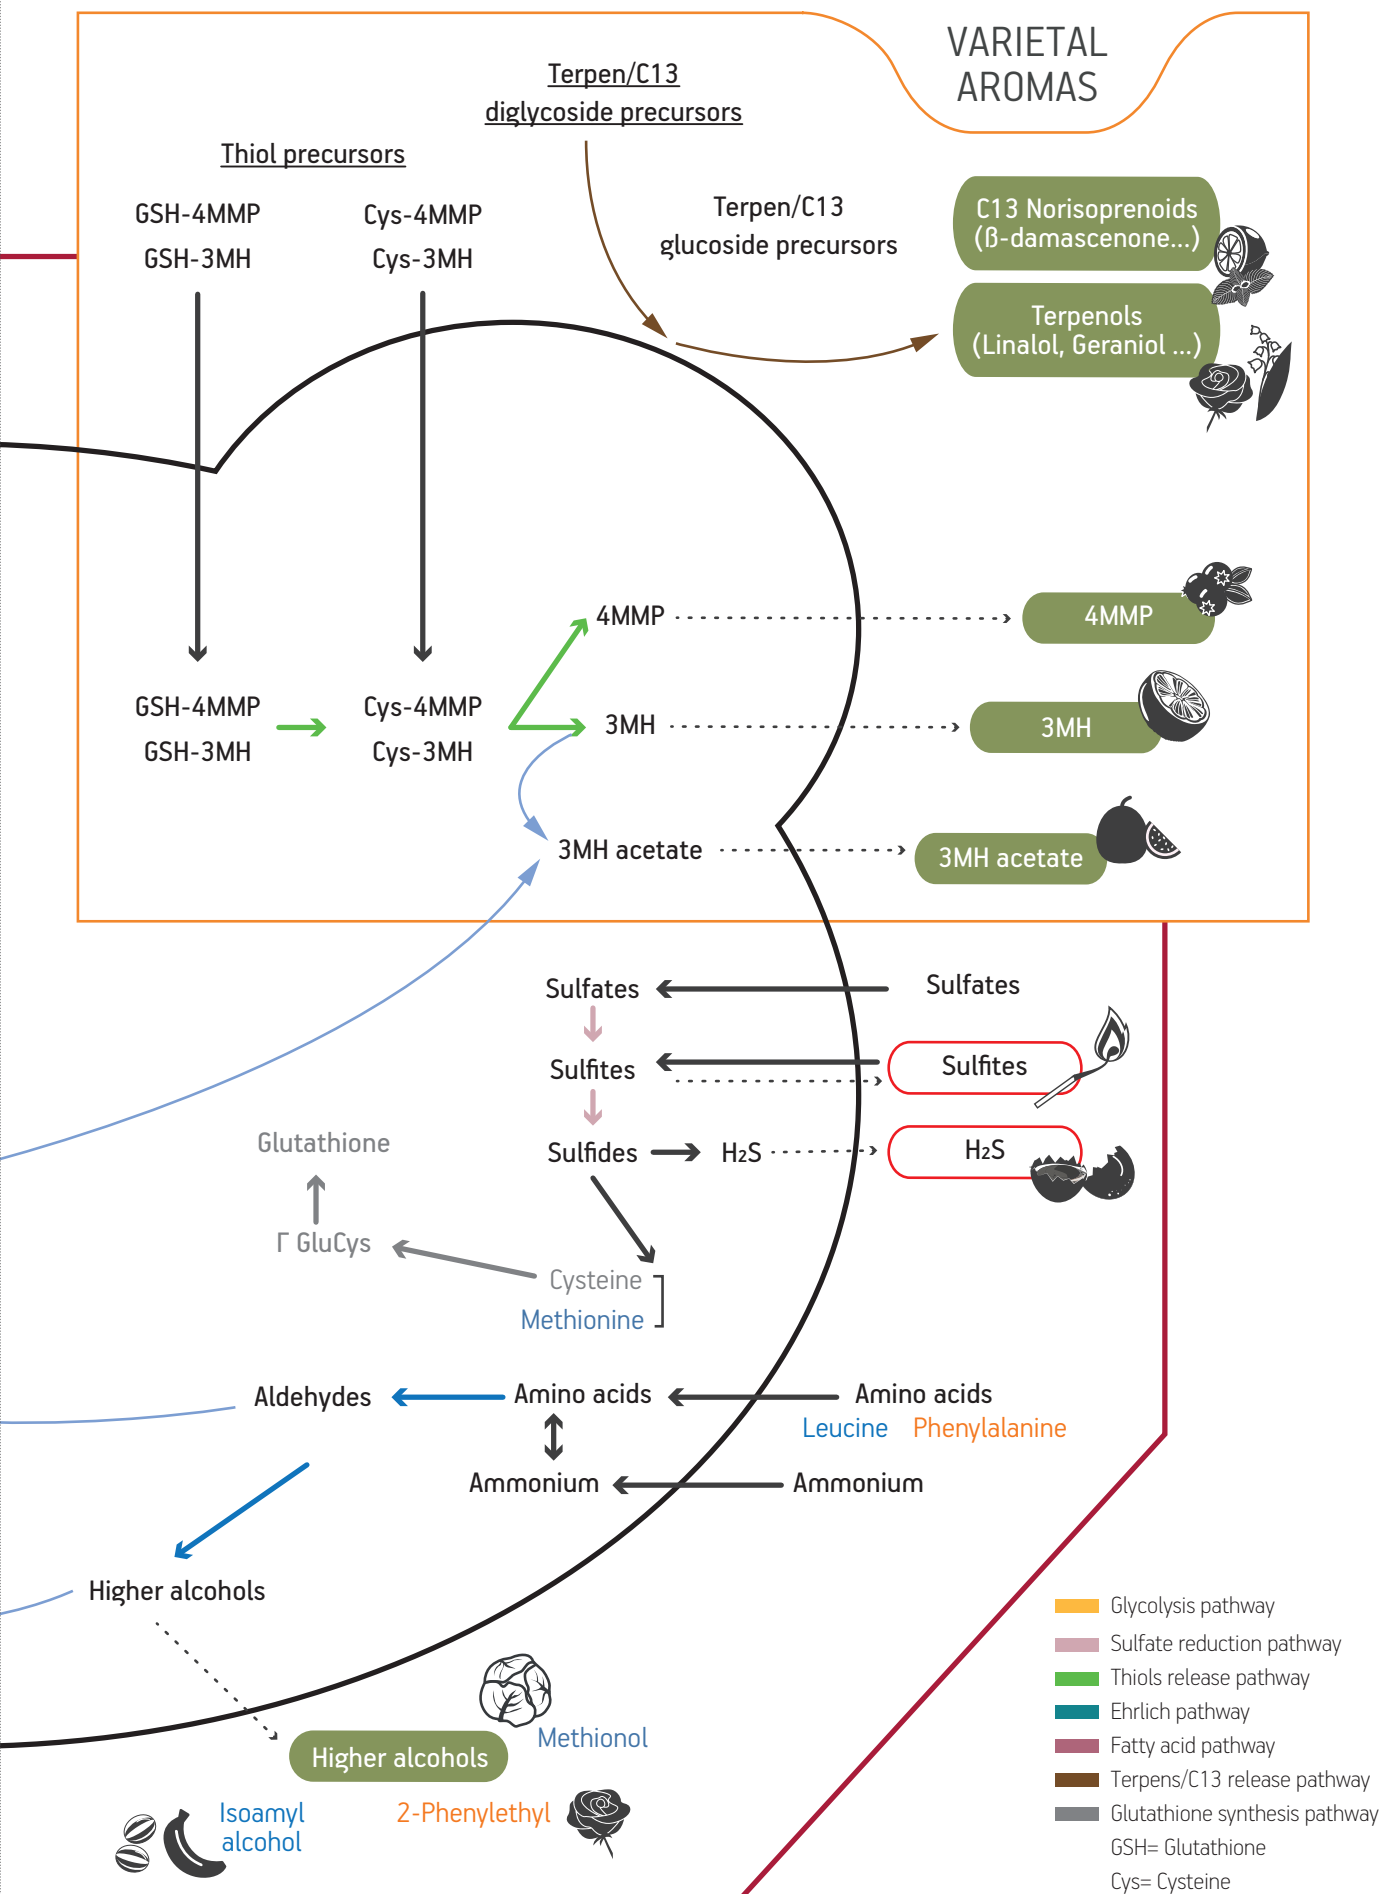 VARIETAL
AROMAS
Terpen/C13
diglycoside precursors
Thiol precursors
GSH-4MMP
GSH-3MH
Cys-4MMP
Cys-3MH
Terpen/C13
glucoside precursors
C13 Norisoprenoids
(ß-damascenone...)
Terpenols
(Linalol, Geraniol ...)
4MMP
4MMP
GSH-4MMP
GSH-3MH
Cys-4MMP
Cys-3MH
3MH
3MH
3MH acetate
3MH acetate
Sulfates
Sulfates
Sulfites
Sulfites
Sulfides
H₂S
H₂S
Glutathione
Γ GluCys
Cysteine
Methionine
Aldehydes
Amino acids
Amino acids
Leucine
Phenylalanine
Ammonium
Ammonium
Higher alcohols
Higher alcohols
Methionol
Isoamyl
alcohol
2-Phenylethyl
Glycolysis pathway
Sulfate reduction pathway
Thiols release pathway
Ehrlich pathway
Fatty acid pathway
Terpens/C13 release pathway
Glutathione synthesis pathway
GSH= Glutathione
Cys= Cysteine